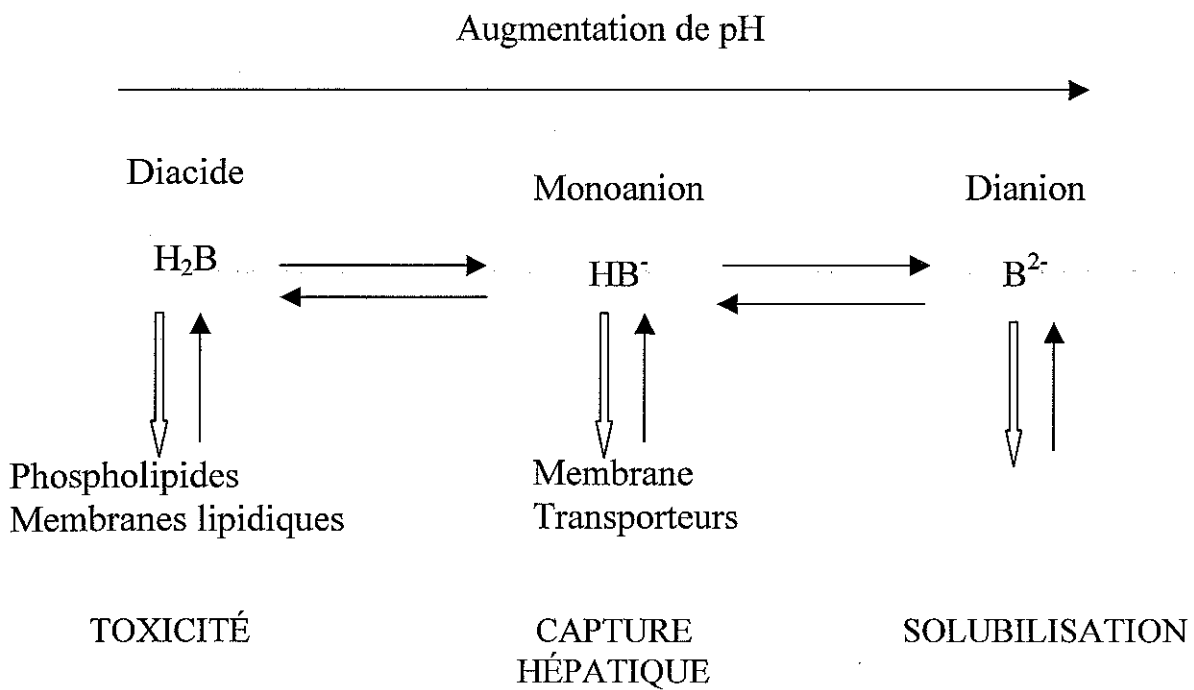 Augmentation de pH
Diacide Monoanion Dianion
H₂B HB⁻ B²⁻
Phospholipides Membrane
Membranes lipidiques Transporteurs
TOXICITÉ CAPTURE SOLUBILISATION
HÉPATIQUE